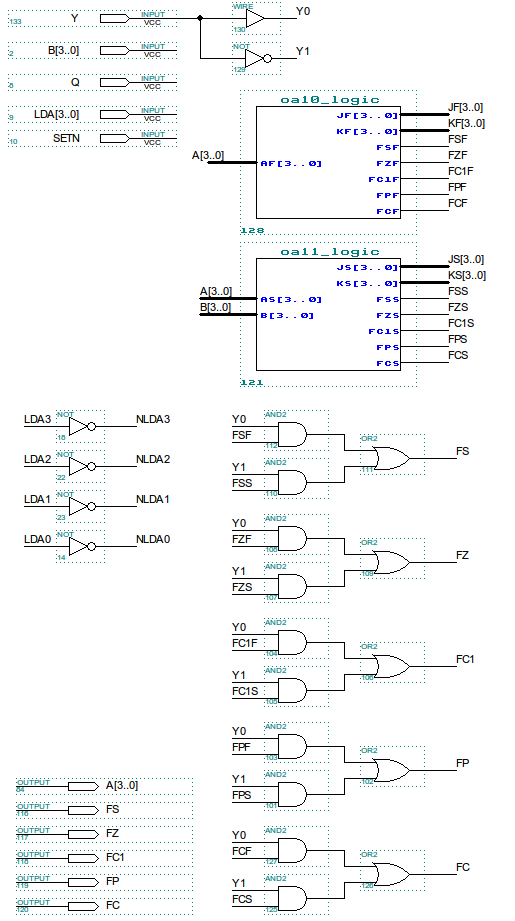 133 Y INPUT VCC
WIRE 130 Y0
NOT 129 Y1
2 B[3..0] INPUT VCC
Q INPUT VCC
9 LDA[3..0] INPUT VCC
10 SETN INPUT VCC
oa10_logic
A[3..0] AF[3..0]
JF[3..0] JF[3..0]
KF[3..0] KF[3..0]
FSF FSF
FZF FZF
FC1F FC1F
FPF FPF
FCF FCF
128
oa11_logic
A[3..0] AS[3..0]
B[3..0] B[3..0]
JS[3..0] JS[3..0]
KS[3..0] KS[3..0]
FSS FSS
FZS FZS
FC1S FC1S
FPS FPS
FCS FCS
121
LDA3 NOT NLDA3
LDA2 NOT 22 NLDA2
LDA1 NOT 23 NLDA1
LDA0 NOT 14 NLDA0
Y0 AND2
FSF 112
Y1 AND2
FSS 110
OR2 111 FS
Y0 AND2
FZF
Y1 AND2
FZS 107
OR2 FZ
Y0 AND2
FC1F 104
Y1 AND2
FC1S 105
OR2 FC1
Y0 AND2
FPF 103
Y1 AND2
FPS 101
OR2 102 FP
Y0 AND2
FCF 127
Y1 AND2
FCS 125
OR2 126 FC
OUTPUT 84 A[3..0]
OUTPUT 116 FS
OUTPUT 117 FZ
OUTPUT 118 FC1
OUTPUT 119 FP
OUTPUT 120 FC